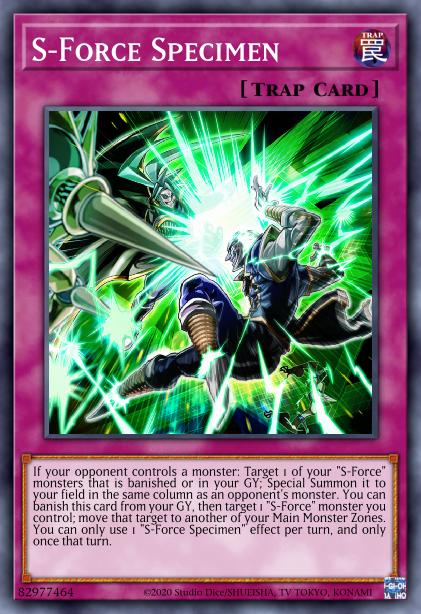 S-Force Specimen
TRAP
罠
[Trap Card]
If your opponent controls a monster: Target 1 of your "S-Force"
monsters that is banished or in your GY; Special Summon it to
your field in the same column as an opponent's monster. You can
banish this card from your GY, then target 1 "S-Force" monster you
control; move that target to another of your Main Monster Zones.
You can only use 1 "S-Force Specimen" effect per turn, and only
once that turn.
82977464
©2020 Studio Dice/SHUEISHA, TV TOKYO, KONAMI